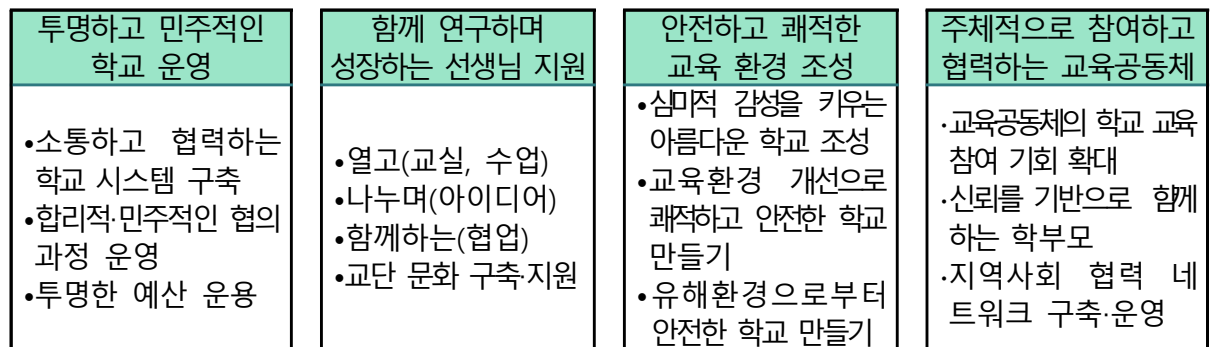 투명하고 민주적인
학교 운영
•소통하고 협력하는
학교 시스템 구축
•합리적·민주적인 협의
과정 운영
•투명한 예산 운용
함께 연구하며
성장하는 선생님 지원
•열고(교실, 수업)
•나누며(아이디어)
•함께하는(협업)
•교단 문화 구축·지원
안전하고 쾌적한
교육 환경 조성
•심미적 감성을 키우는
아름다운 학교 조성
•교육환경 개선으로
쾌적하고 안전한 학교
만들기
•유해환경으로부터
안전한 학교 만들기
주체적으로 참여하고
협력하는 교육공동체
·교육공동체의 학교 교육
참여 기회 확대
·신뢰를 기반으로 함께
하는 학부모
·지역사회 협력 네
트워크 구축·운영